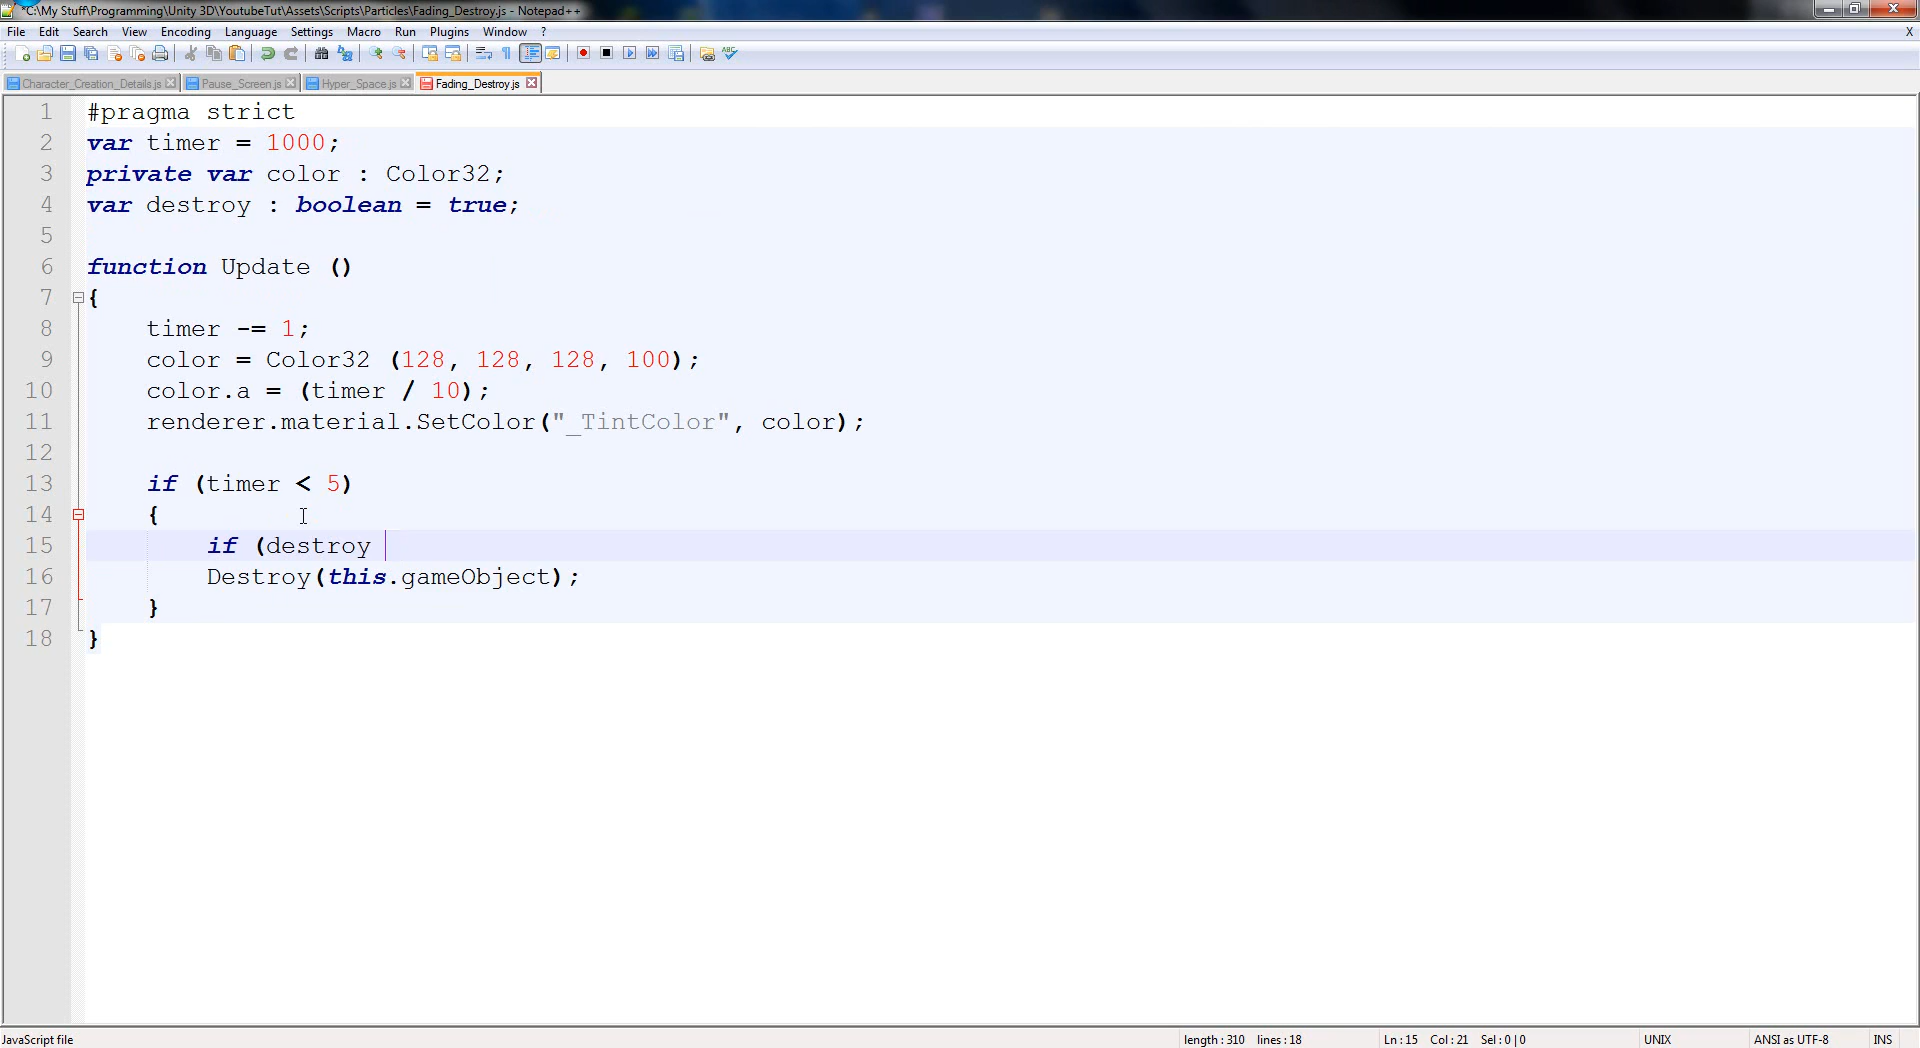 *C:\My Stuff\Programming\Unity 3D\YoutubeTut\Assets\Scripts\Particles\Fading_Destroy.js - Notepad++
File Edit Search View Encoding Language Settings Macro Run Plugins Window ? X
Character_Creation_Details.js Pause_Screen.js Hyper_Space.js Fading_Destroy.js
1 #pragma strict
2 var timer = 1000;
3 private var color : Color32;
4 var destroy : boolean = true;
5
6 function Update ()
7 {
8 timer -= 1;
9 color = Color32 (128, 128, 128, 100);
10 color.a = (timer / 10);
11 renderer.material.SetColor("_TintColor", color);
12
13 if (timer < 5)
14 {
15 if (destroy
16 Destroy(this.gameObject);
17 }
18 }
JavaScript file length : 310 lines : 18 Ln : 15 Col : 21 Sel : 0 | 0 UNIX ANSI as UTF-8 INS